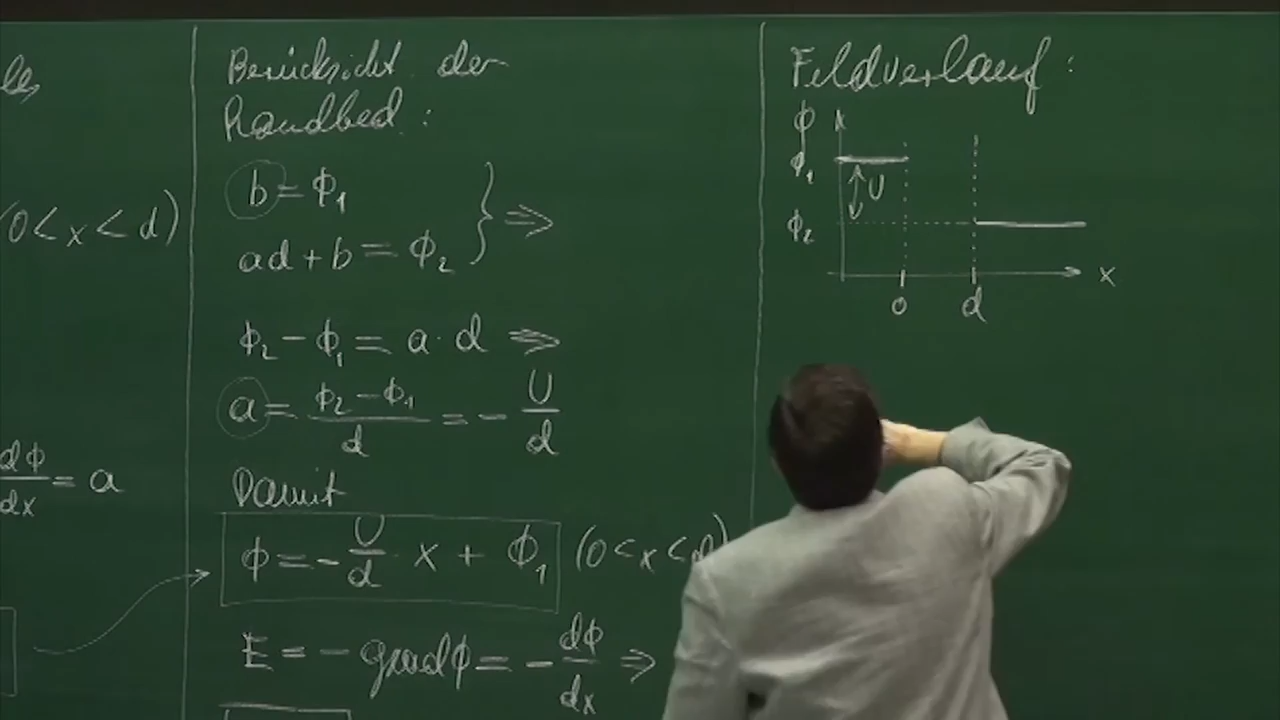 (0 < x < d)
dϕ/dx = a
Berücksicht. der
Randbed.:
b = ϕ₁
ad + b = ϕ₂ } ⇒
ϕ₂ − ϕ₁ = a · d ⇒
a = (ϕ₂ − ϕ₁)/d = − U/d
Damit
ϕ = − U/d x + ϕ₁ (0 < x < d)
E = − grad ϕ = − dϕ/dx ⇒
Feldverlauf:
ϕ
ϕ₁
U
ϕ₂
x
0 d